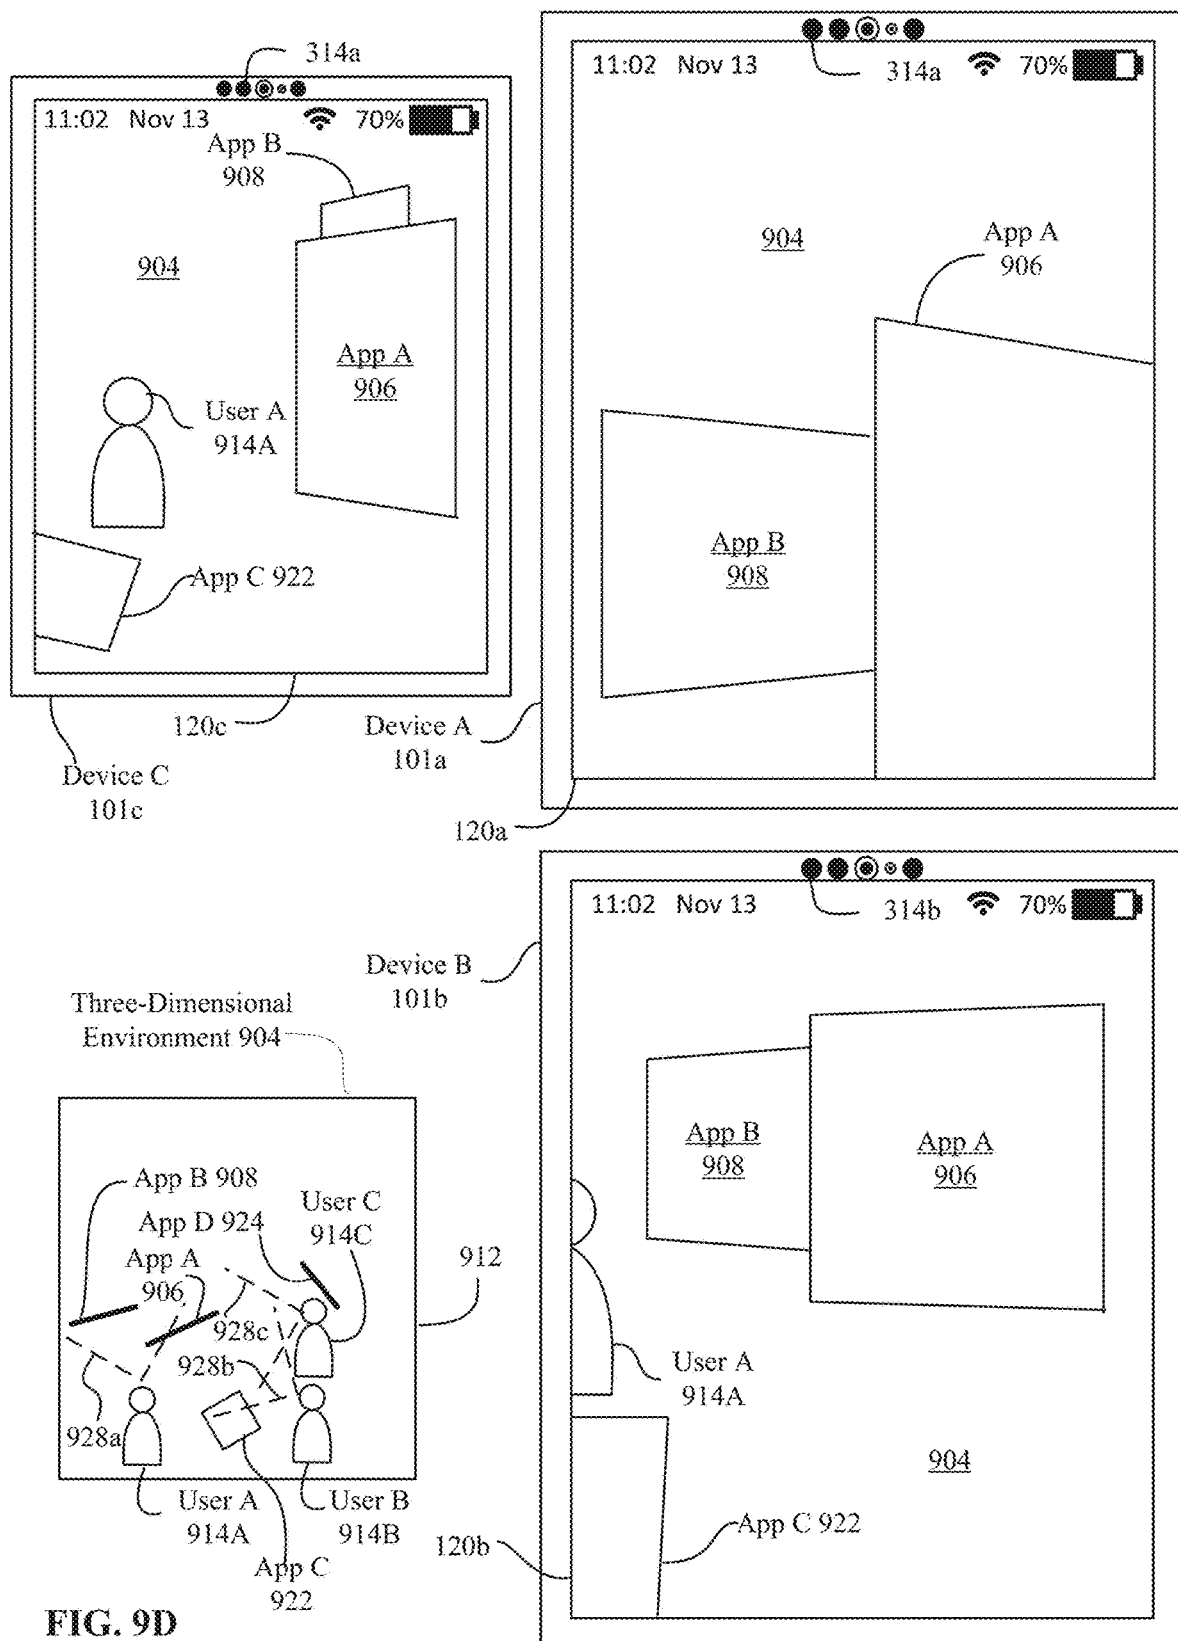 314a
11:02 Nov 13 70%
App B
908
904
App A
906
User A
914A
App C 922
120c
Device C
101c
11:02 Nov 13 314a 70%
904
App A
906
App B
908
Device A
101a
120a
11:02 Nov 13 314b 70%
Device B
101b
App B
908
App A
906
User A
914A
904
App C 922
120b
Three-Dimensional
Environment 904
App B 908
User C
914C
App D 924
App A
906
912
928c
928b
928a
User A
914A
User B
914B
App C
922
FIG. 9D